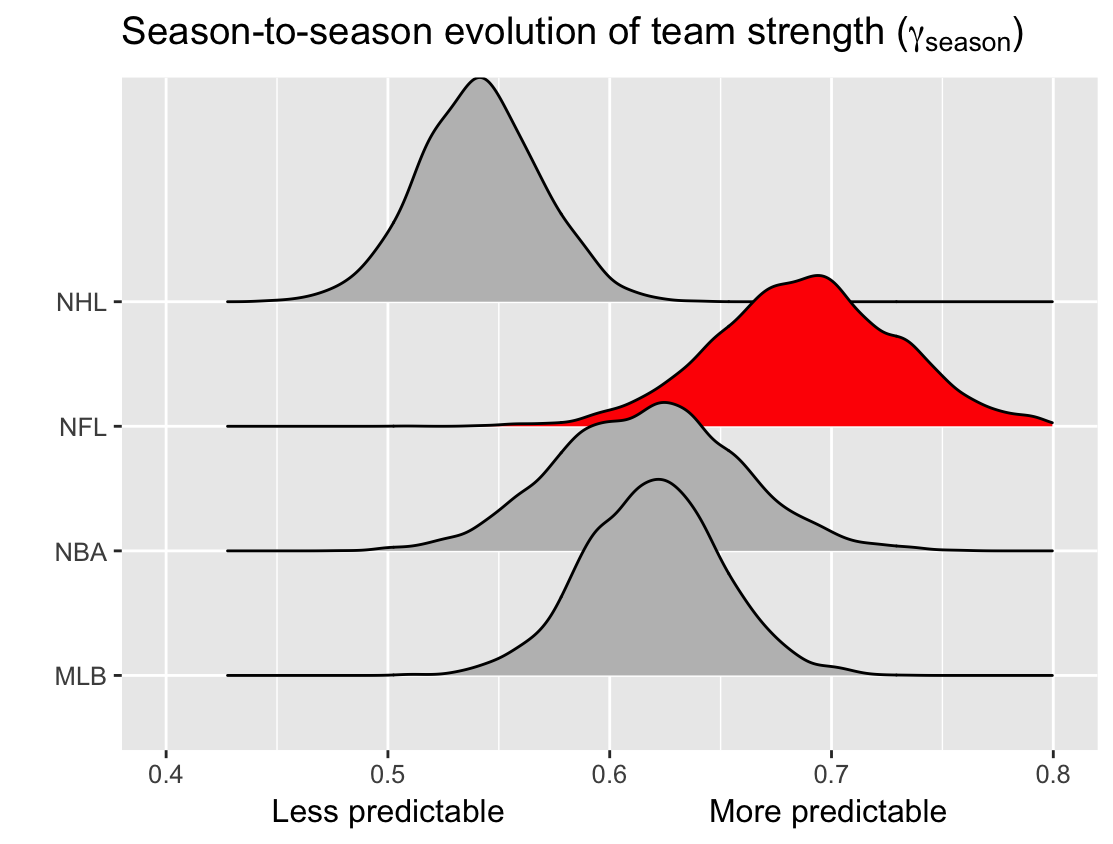 Season-to-season evolution of team strength (γseason)
NHL
NFL
NBA
MLB
0.4 0.5 0.6 0.7 0.8
Less predictable More predictable